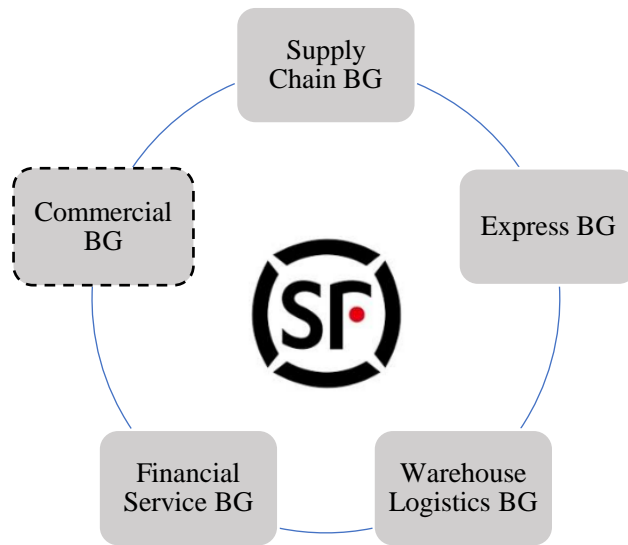 Supply
Chain BG
Commercial
BG
Express BG
SF
Financial
Service BG
Warehouse
Logistics BG